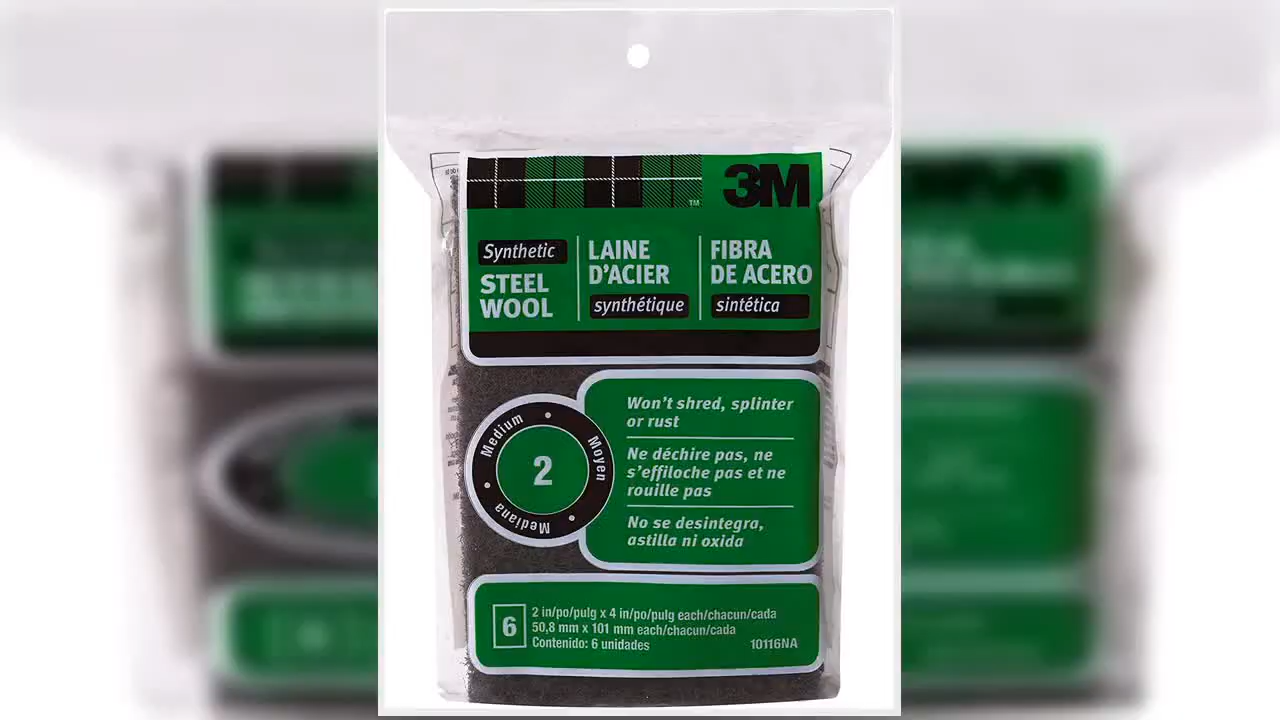 3M
™
Synthetic
STEEL
WOOL
LAINE
D'ACIER
synthétique
FIBRA
DE ACERO
sintética
Medium • Moyen • Mediana •
2
Won't shred, splinter
or rust
Ne déchire pas, ne
s'effiloche pas et ne
rouille pas
No se desintegra,
astilla ni oxida
6
2 in/po/pulg x 4 in/po/pulg each/chacun/cada
50,8 mm x 101 mm each/chacun/cada
Contenido: 6 unidades
10116NA